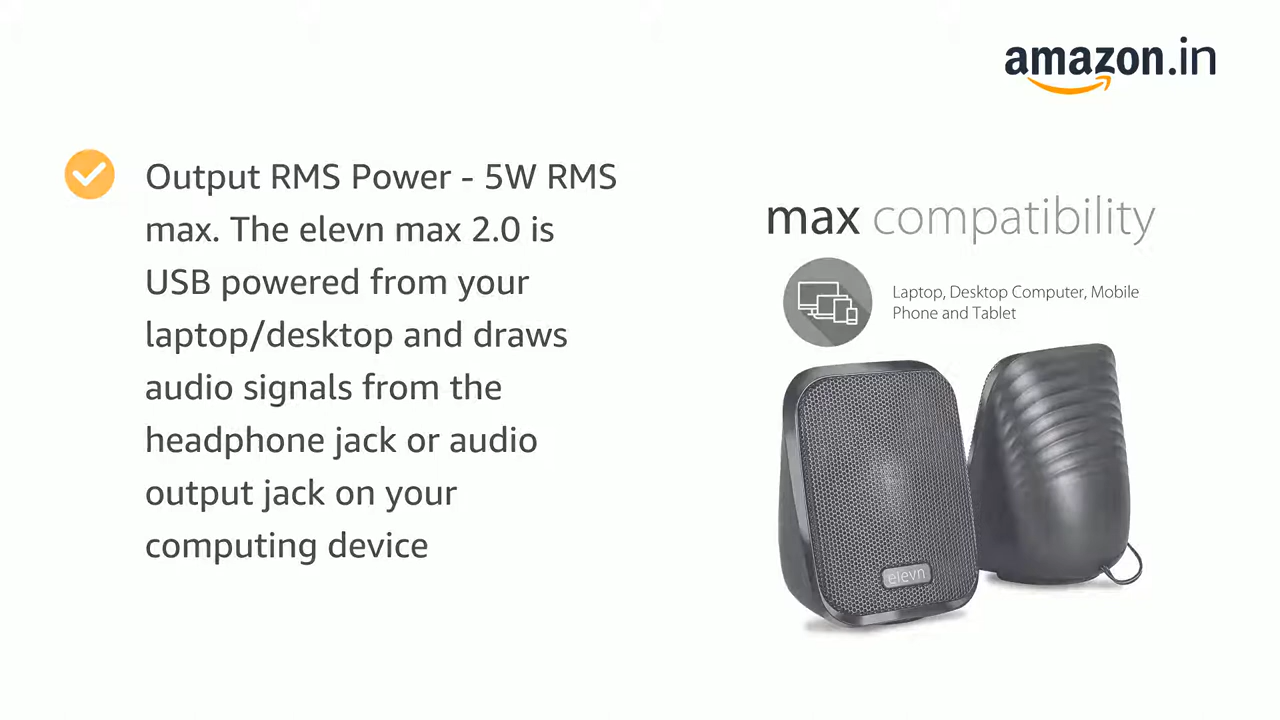 amazon.in
Output RMS Power - 5W RMS
max. The elevn max 2.0 is
USB powered from your
laptop/desktop and draws
audio signals from the
headphone jack or audio
output jack on your
computing device
max compatibility
Laptop, Desktop Computer, Mobile
Phone and Tablet
elevn